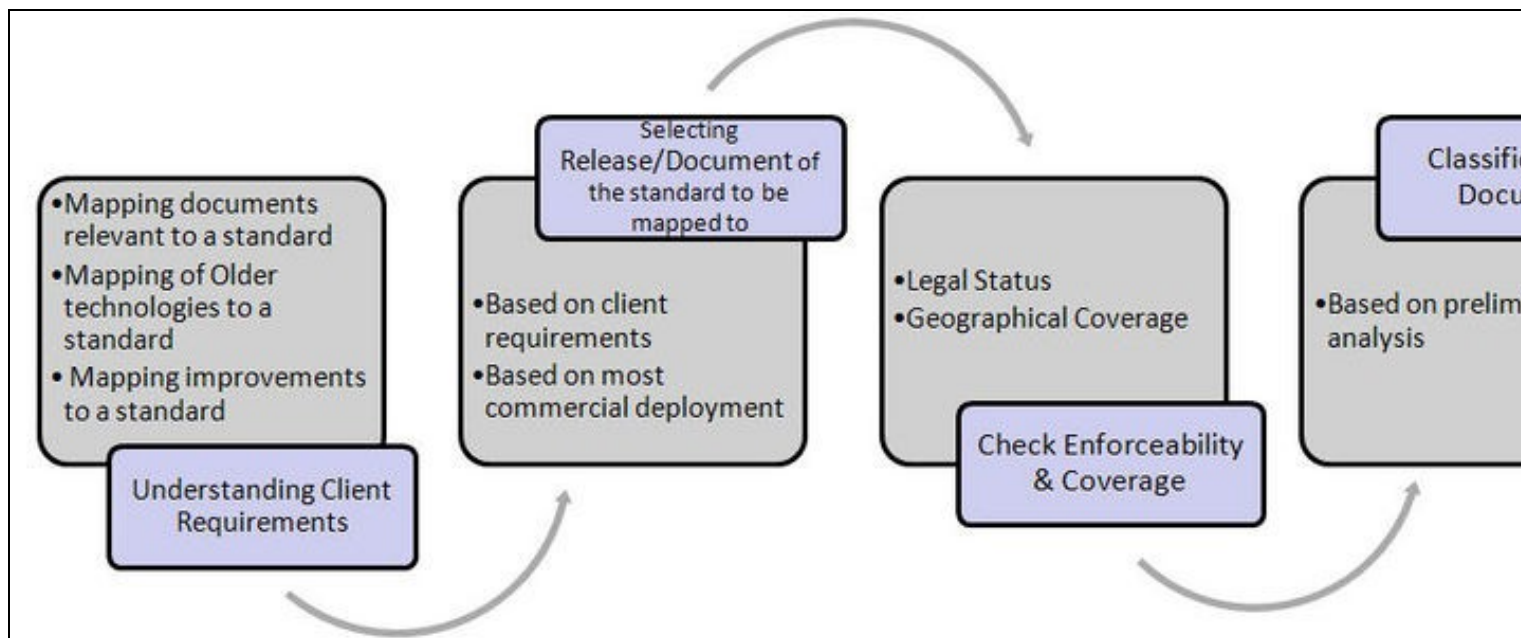 •Mapping documents
relevant to a standard
•Mapping of Older
technologies to a
standard
• Mapping improvements
to a standard
Understanding Client
Requirements
Selecting
Release/Document of
the standard to be
mapped to
•Based on client
requirements
•Based on most
commercial deployment
•Legal Status
•Geographical Coverage
Check Enforceability
& Coverage
•Based on
analysis